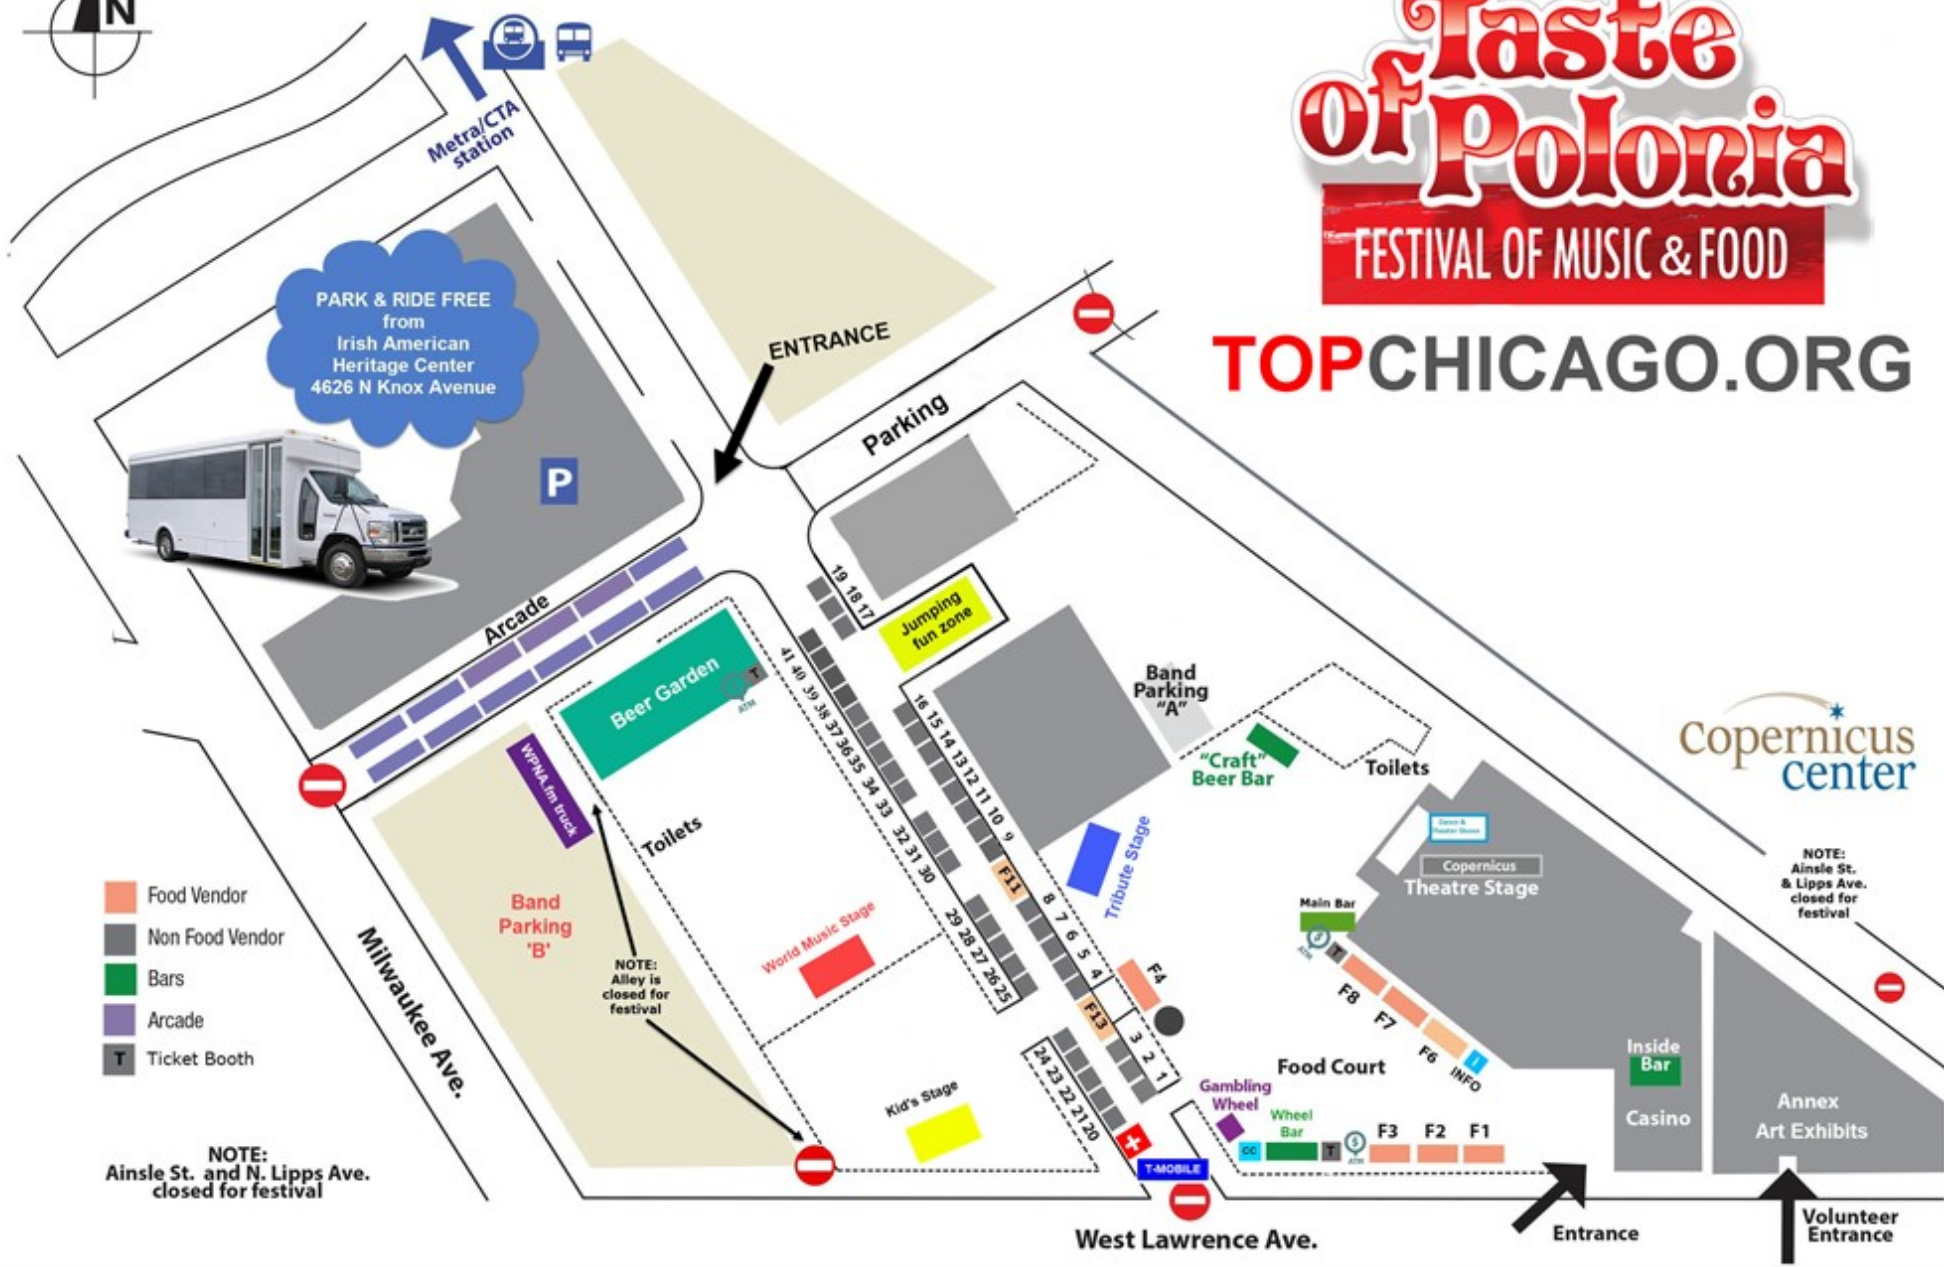 N
Metra/CTA
station
Taste
of Polonia
FESTIVAL OF MUSIC & FOOD
TOPCHICAGO.ORG
PARK & RIDE FREE
from
Irish American
Heritage Center
4626 N Knox Avenue
P
ENTRANCE
Parking
Arcade
19
18
17
Jumping
fun zone
Beer Garden
T
ATM
WPNA.fm truck
41
40
39
38
37
36
35
34
33
32
31
30
29
28
27
26
25
24
23
22
21
20
16
15
14
13
12
11
10
9
F11
8
7
6
5
4
F13
3
2
1
Band
Parking
"A"
"Craft"
Beer Bar
Toilets
Copernicus
center
Tribute Stage
Toilets
World Music Stage
Kid's Stage
Band
Parking
'B'
NOTE:
Alley is
closed for
festival
Dance &
Theater Shows
Copernicus
Theatre Stage
Main Bar
$
ATM
T
F4
F8
F7
F6
I
INFO
Food Court
Gambling
Wheel
Wheel
Bar
CC
T
$
ATM
F3
F2
F1
Inside
Bar
Casino
Annex
Art Exhibits
NOTE:
Ainsle St.
& Lipps Ave.
closed for
festival
Food Vendor
Non Food Vendor
Bars
Arcade
T
Ticket Booth
NOTE:
Ainsle St. and N. Lipps Ave.
closed for festival
Milwaukee Ave.
T-MOBILE
West Lawrence Ave.
Entrance
Volunteer
Entrance